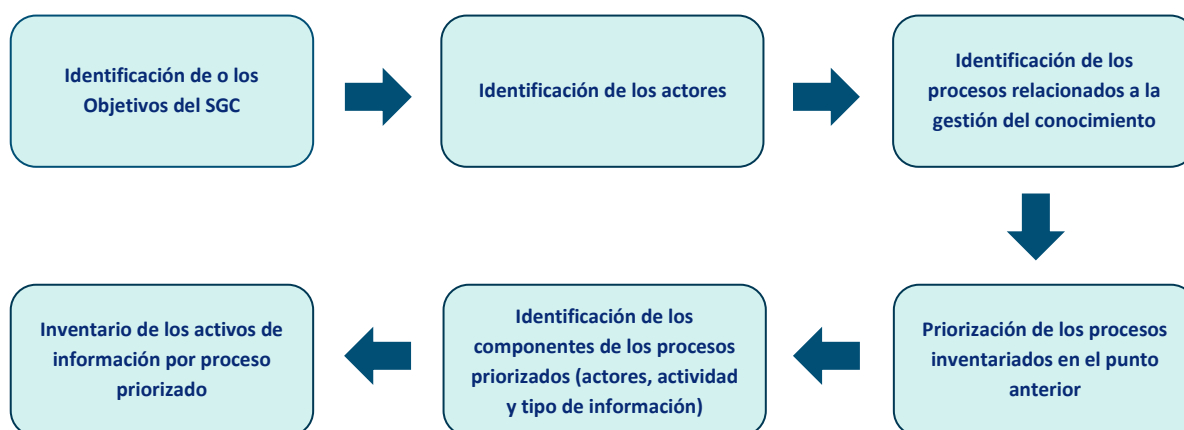 Identificación de o los
Objetivos del SGC
Identificación de los actores
Identificación de los
procesos relacionados a la
gestión del conocimiento
Priorización de los procesos
inventariados en el punto
anterior
Identificación de los
componentes de los procesos
priorizados (actores, actividad
y tipo de información)
Inventario de los activos de
información por proceso
priorizado